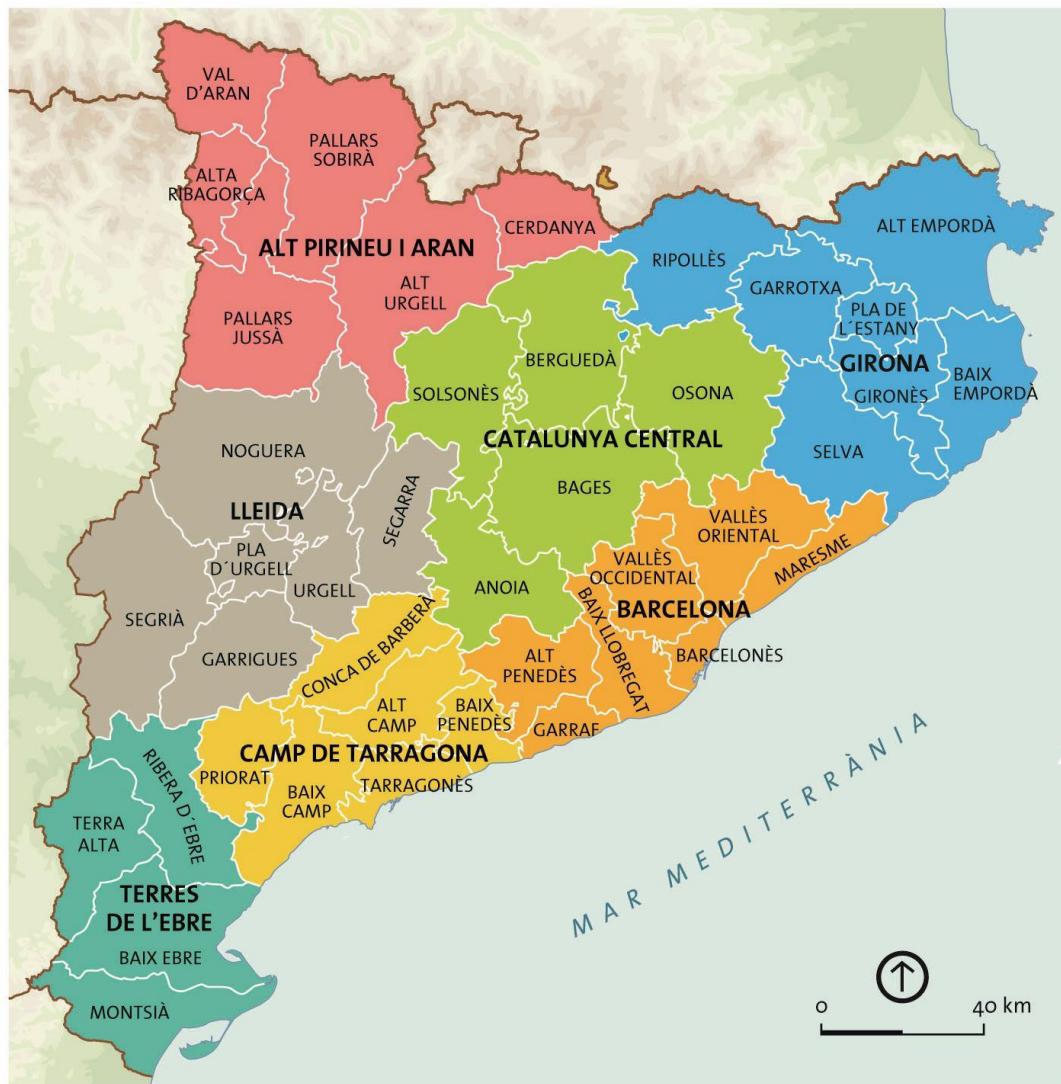 VAL
D'ARAN
PALLARS
SOBIRÀ
ALTA
RIBAGORÇA
CERDANYA
ALT PIRINEU I ARAN
ALT
URGELL
PALLARS
JUSSÀ
ALT EMPORDÀ
RIPOLLÈS
GARROTXA
PLA DE
L´ESTANY
GIRONA
GIRONÈS
BAIX
EMPORDÀ
SELVA
BERGUEDÀ
SOLSONÈS
OSONA
CATALUNYA CENTRAL
BAGES
ANOIA
NOGUERA
LLEIDA
SEGARRA
PLA
D´URGELL
URGELL
SEGRIÀ
GARRIGUES
VALLÈS
ORIENTAL
VALLÈS
OCCIDENTAL
MARESME
BARCELONA
BAIX LLOBREGAT
BARCELONÈS
ALT
PENEDÈS
GARRAF
CONCA DE BARBERÀ
ALT
CAMP
BAIX
PENEDÈS
CAMP DE TARRAGONA
PRIORAT
BAIX
CAMP
TARRAGONÈS
RIBERA D´EBRE
TERRA
ALTA
TERRES
DE L'EBRE
BAIX EBRE
MONTSIÀ
MAR MEDITERRÀNIA
0 40 km